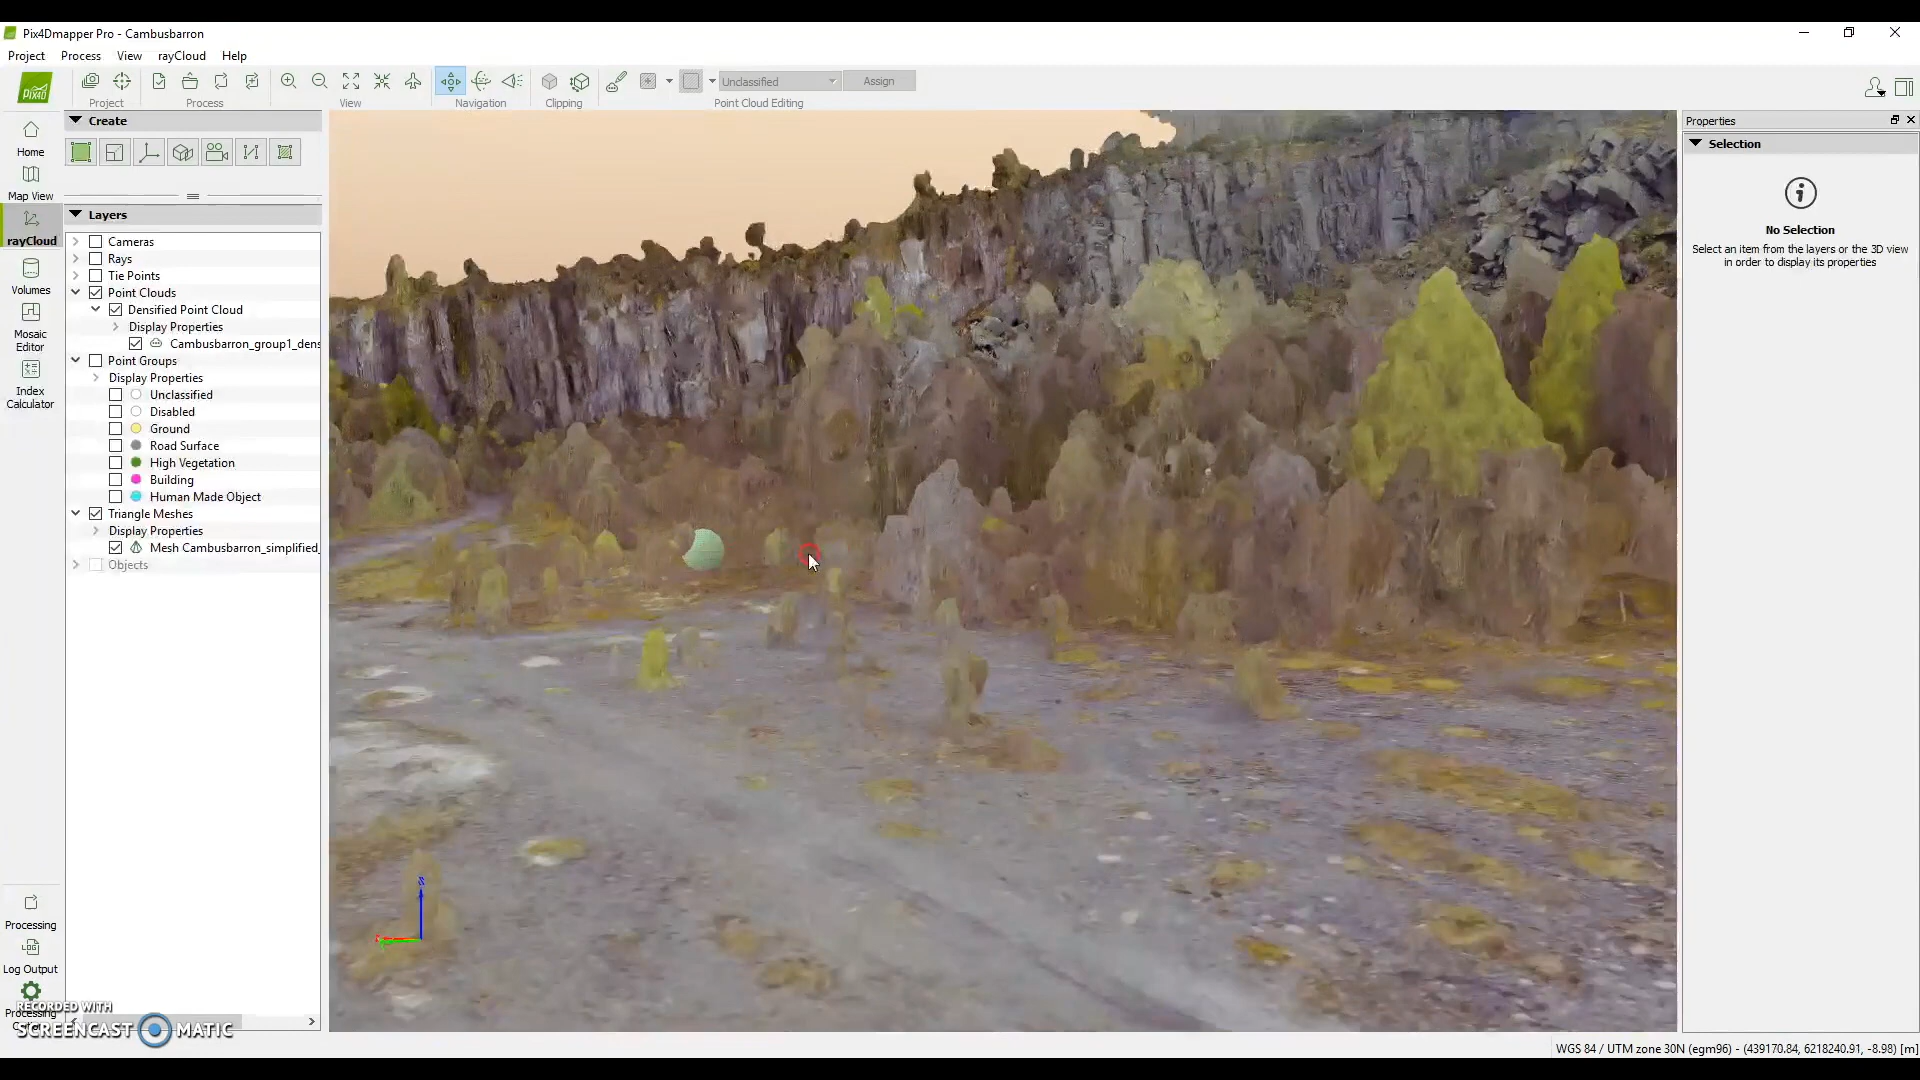 Pix4Dmapper Pro - Cambusbarron
Project Process View rayCloud Help
PIX4D
Unclassified
Assign
Project Process View Navigation Clipping Point Cloud Editing
Create
Home
Map View
rayCloud
Volumes
Mosaic
Editor
Index
Calculator
Layers
Cameras
Rays
Tie Points
Point Clouds
Densified Point Cloud
Display Properties
Cambusbarron_group1_dens
Point Groups
Display Properties
Unclassified
Disabled
Ground
Road Surface
High Vegetation
Building
Human Made Object
Triangle Meshes
Display Properties
Mesh Cambusbarron_simplified_
Objects
Properties
Selection
No Selection
Select an item from the layers or the 3D view
in order to display its properties
Processing
Log Output
Processing
RECORDED WITH
SCREENCAST MATIC
WGS 84 / UTM zone 30N (egm96) - (439170.84, 6218240.91, -8.98) [m]